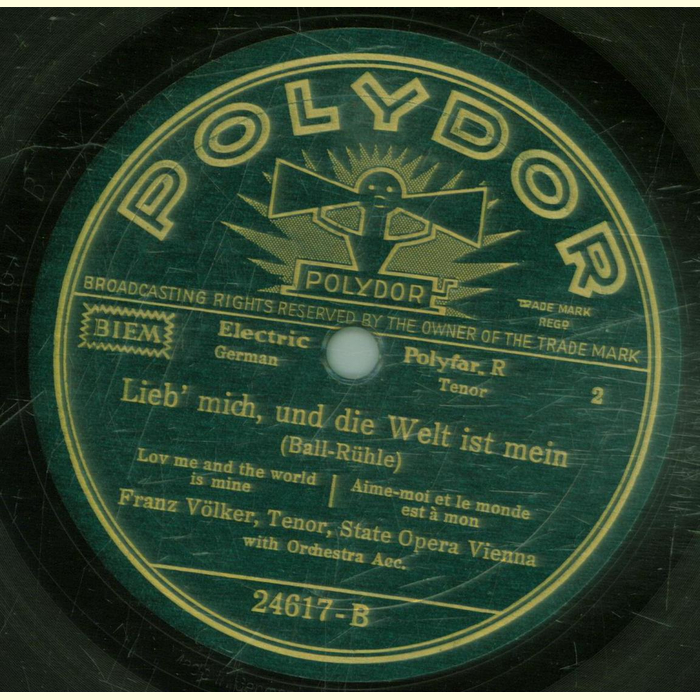 POLYDOR
POLYDOR
TRADE MARK
REGD
BROADCASTING RIGHTS RESERVED BY THE OWNER OF THE TRADE MARK
BIEM
Electric
Polyfar, R
German
Tenor
2
Lieb' mich, und die Welt ist mein
(Ball-Rühle)
Lov me and the world
is mine
Aime-moi et le monde
est à mon
Franz Völker, Tenor, State Opera Vienna
with Orchestra Acc.
24617-B